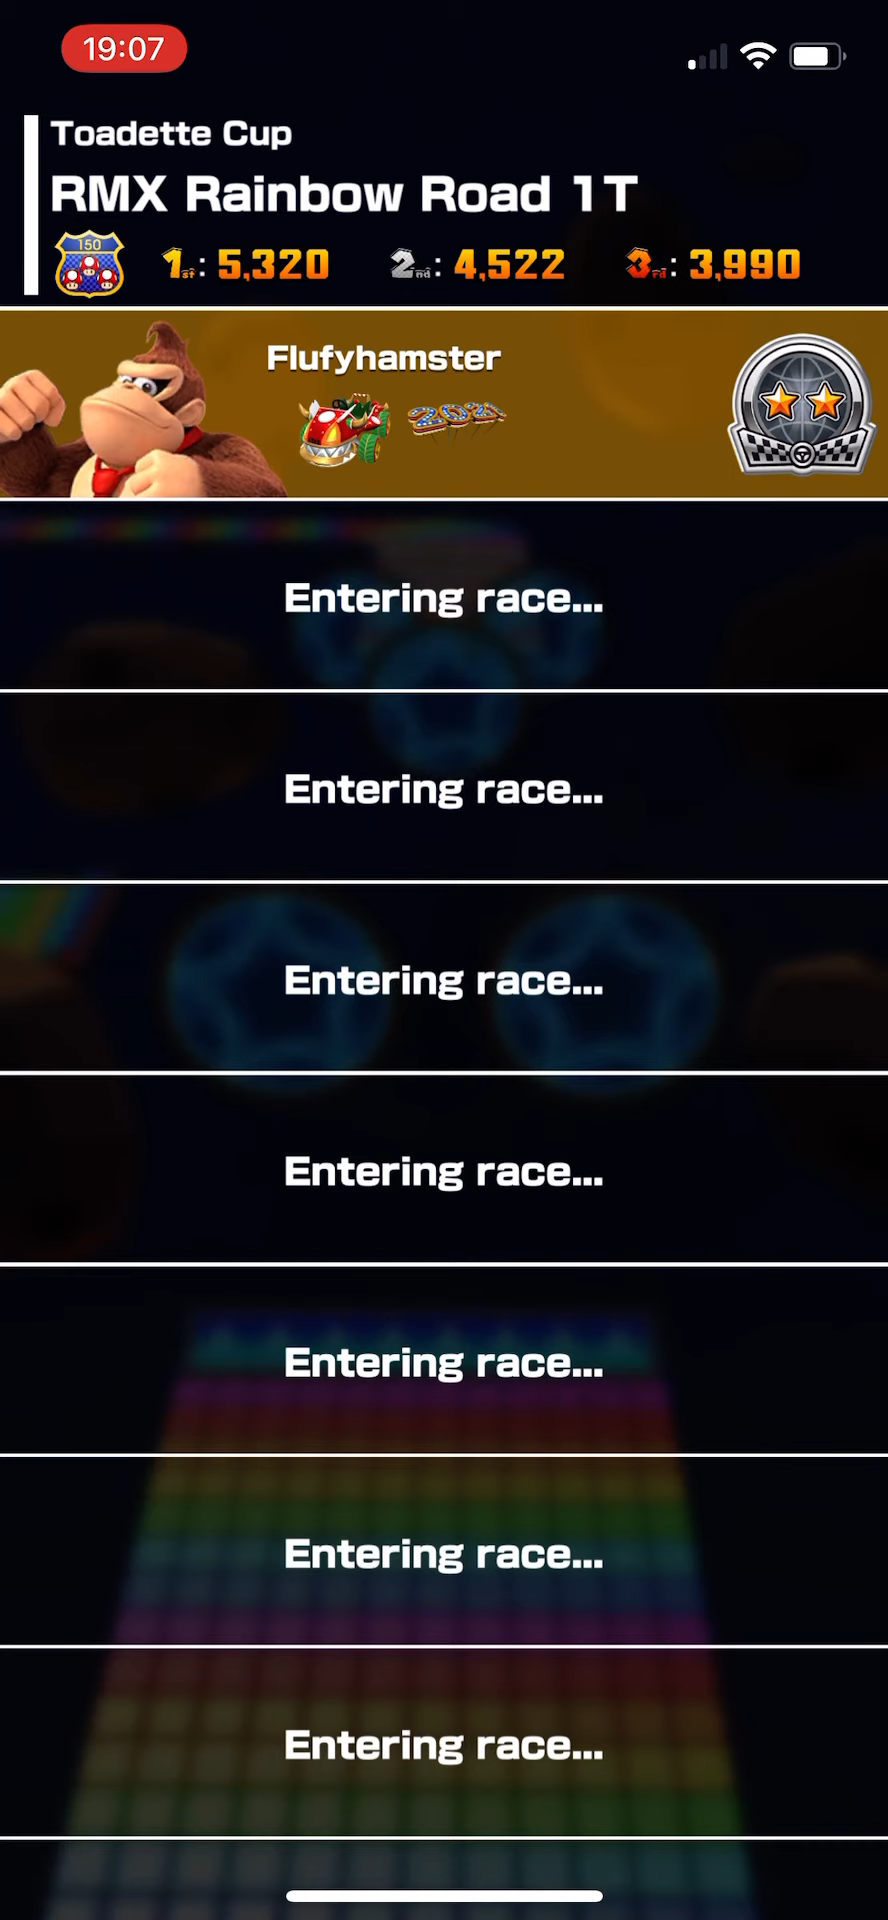 19:07
Toadette Cup
RMX Rainbow Road 1T
150 1st: 5,320 2nd: 4,522 3rd: 3,990
Flufyhamster
2021
Entering race...
Entering race...
Entering race...
Entering race...
Entering race...
Entering race...
Entering race...